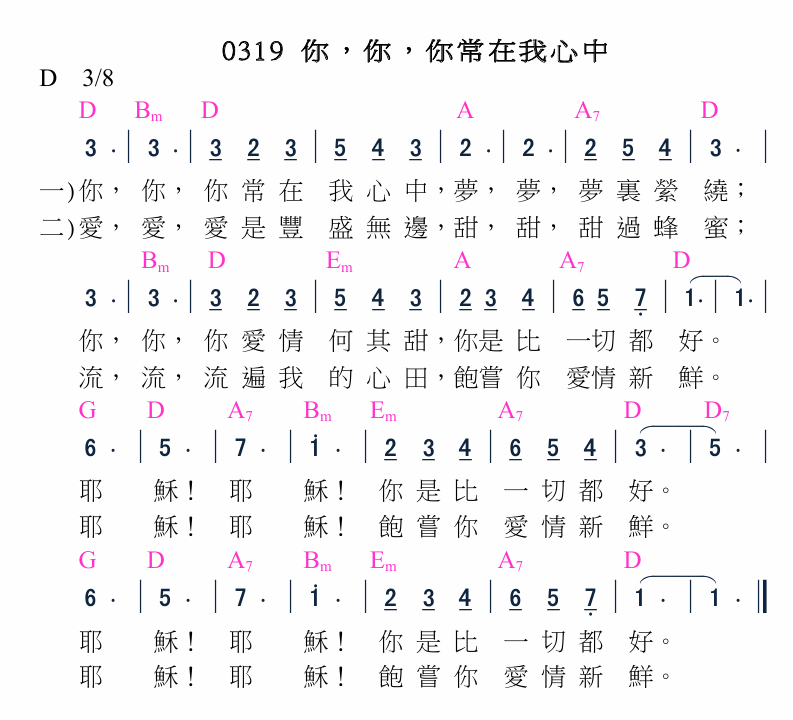 0319 你，你，你常在我心中
D 3/8
D Bm D A A7 D
3 · | 3 · | 3 2 3 | 5 4 3 | 2 · | 2 · | 2 5 4 | 3 · |
一)你，你，你常在我心中，夢，夢，夢裏縈繞；
二)愛，愛，愛是豐盛無邊，甜，甜，甜過蜂蜜；
Bm D Em A A7 D
3 · | 3 · | 3 2 3 | 5 4 3 | 2 3 4 | 6 5 7 | 1· | 1· |
你，你，你愛情何其甜，你是比一切都好。
流，流，流遍我的心田，飽嘗你愛情新鮮。
G D A7 Bm Em A7 D D7
6 · | 5 · | 7 · | 1 · | 2 3 4 | 6 5 4 | 3 · | 5 · |
耶穌！耶穌！你是比一切都好。
耶穌！耶穌！飽嘗你愛情新鮮。
G D A7 Bm Em A7 D
6 · | 5 · | 7 · | 1 · | 2 3 4 | 6 5 7 | 1 · | 1 · ||
耶穌！耶穌！你是比一切都好。
耶穌！耶穌！飽嘗你愛情新鮮。